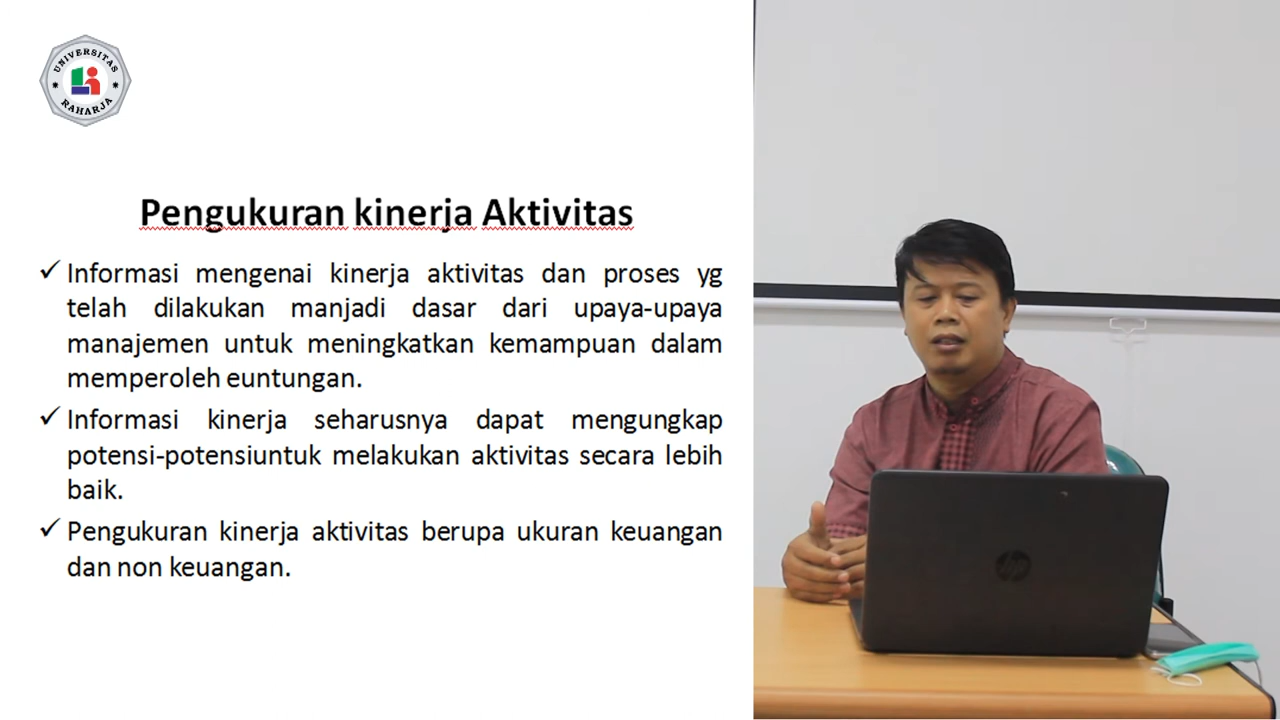 UNIVERSITAS
RAHARJA
Pengukuran kinerja Aktivitas
✓ Informasi mengenai kinerja aktivitas dan proses yg
telah dilakukan manjadi dasar dari upaya-upaya
manajemen untuk meningkatkan kemampuan dalam
memperoleh euntungan.
✓ Informasi kinerja seharusnya dapat mengungkap
potensi-potensiuntuk melakukan aktivitas secara lebih
baik.
✓ Pengukuran kinerja aktivitas berupa ukuran keuangan
dan non keuangan.
hp